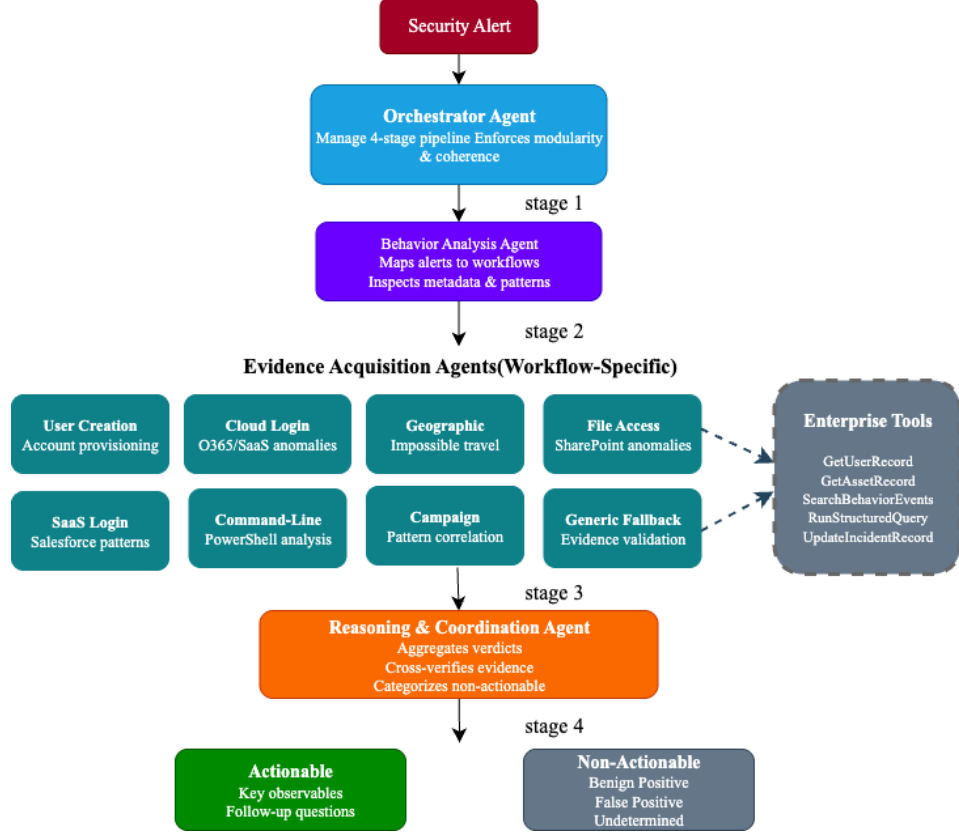 Security Alert
Orchestrator Agent
Manage 4-stage pipeline Enforces modularity
& coherence
stage 1
Behavior Analysis Agent
Maps alerts to workflows
Inspects metadata & patterns
stage 2
Evidence Acquisition Agents(Workflow-Specific)
User Creation
Account provisioning
Cloud Login
O365/SaaS anomalies
Geographic
Impossible travel
File Access
SharePoint anomalies
SaaS Login
Salesforce patterns
Command-Line
PowerShell analysis
Campaign
Pattern correlation
Generic Fallback
Evidence validation
Enterprise Tools
GetUserRecord
GetAssetRecord
SearchBehaviorEvents
RunStructuredQuery
UpdateIncidentRecord
stage 3
Reasoning & Coordination Agent
Aggregates verdicts
Cross-verifies evidence
Categorizes non-actionable
stage 4
Actionable
Key observables
Follow-up questions
Non-Actionable
Benign Positive
False Positive
Undetermined